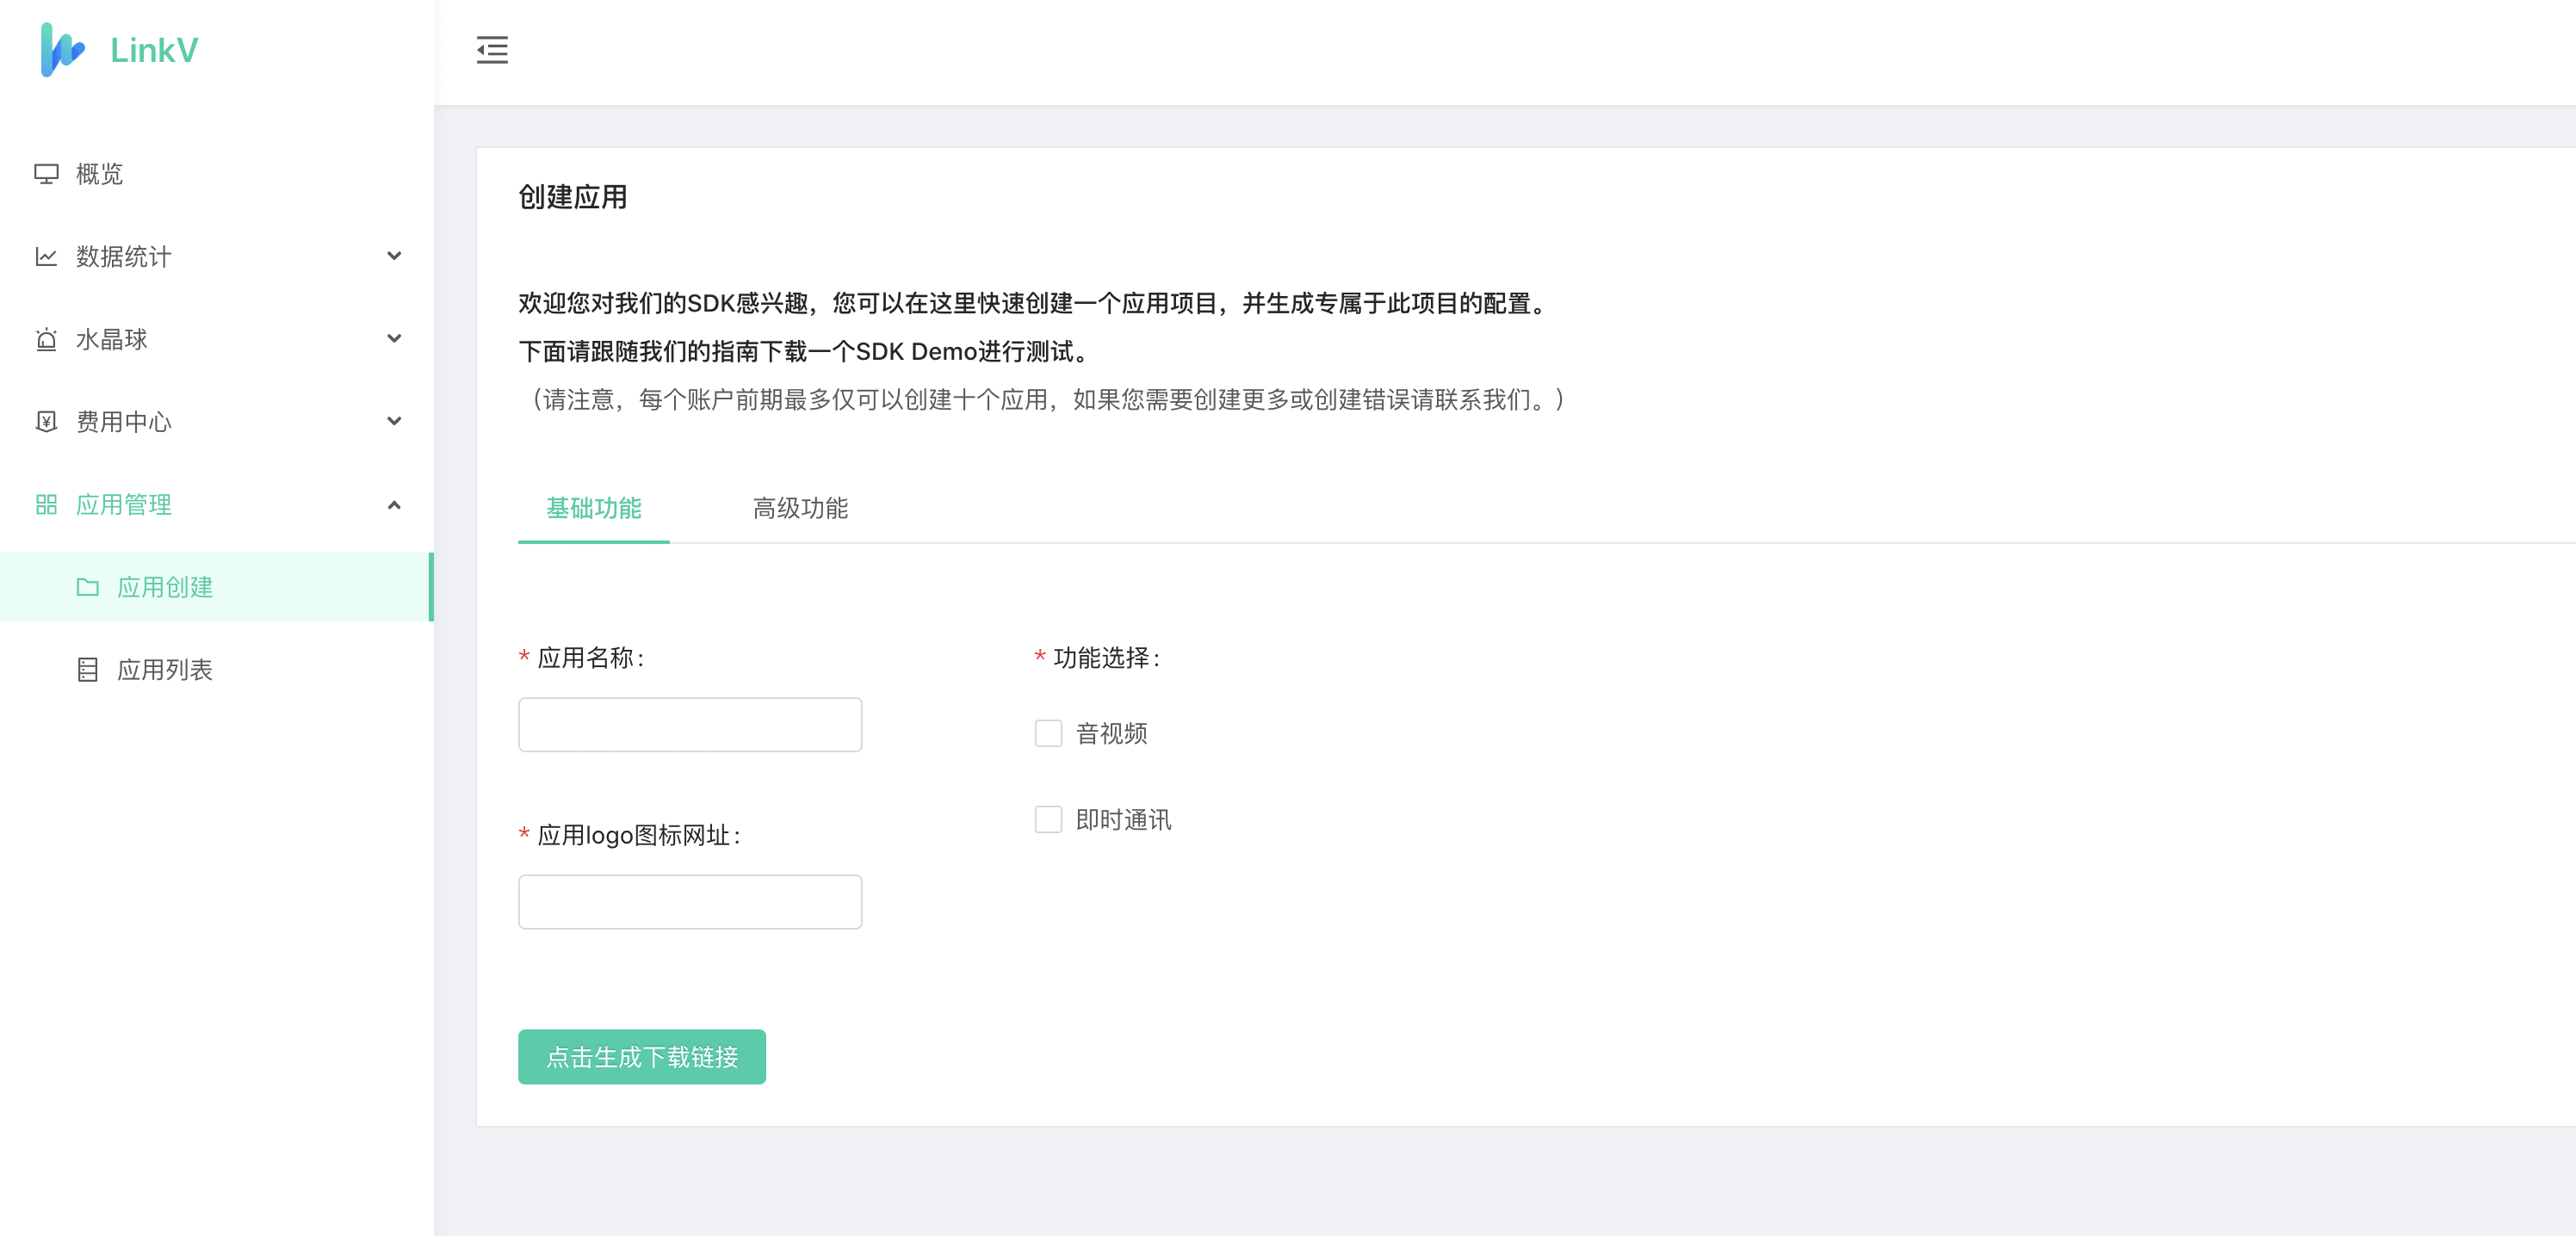 LinkV
概览
数据统计
水晶球
费用中心
应用管理
应用创建
应用列表
创建应用
欢迎您对我们的SDK感兴趣，您可以在这里快速创建一个应用项目，并生成专属于此项目的配置。
下面请跟随我们的指南下载一个SDK Demo进行测试。
（请注意，每个账户前期最多仅可以创建十个应用，如果您需要创建更多或创建错误请联系我们。）
基础功能 高级功能
* 应用名称:
* 应用logo图标网址:
* 功能选择:
音视频
即时通讯
点击生成下载链接